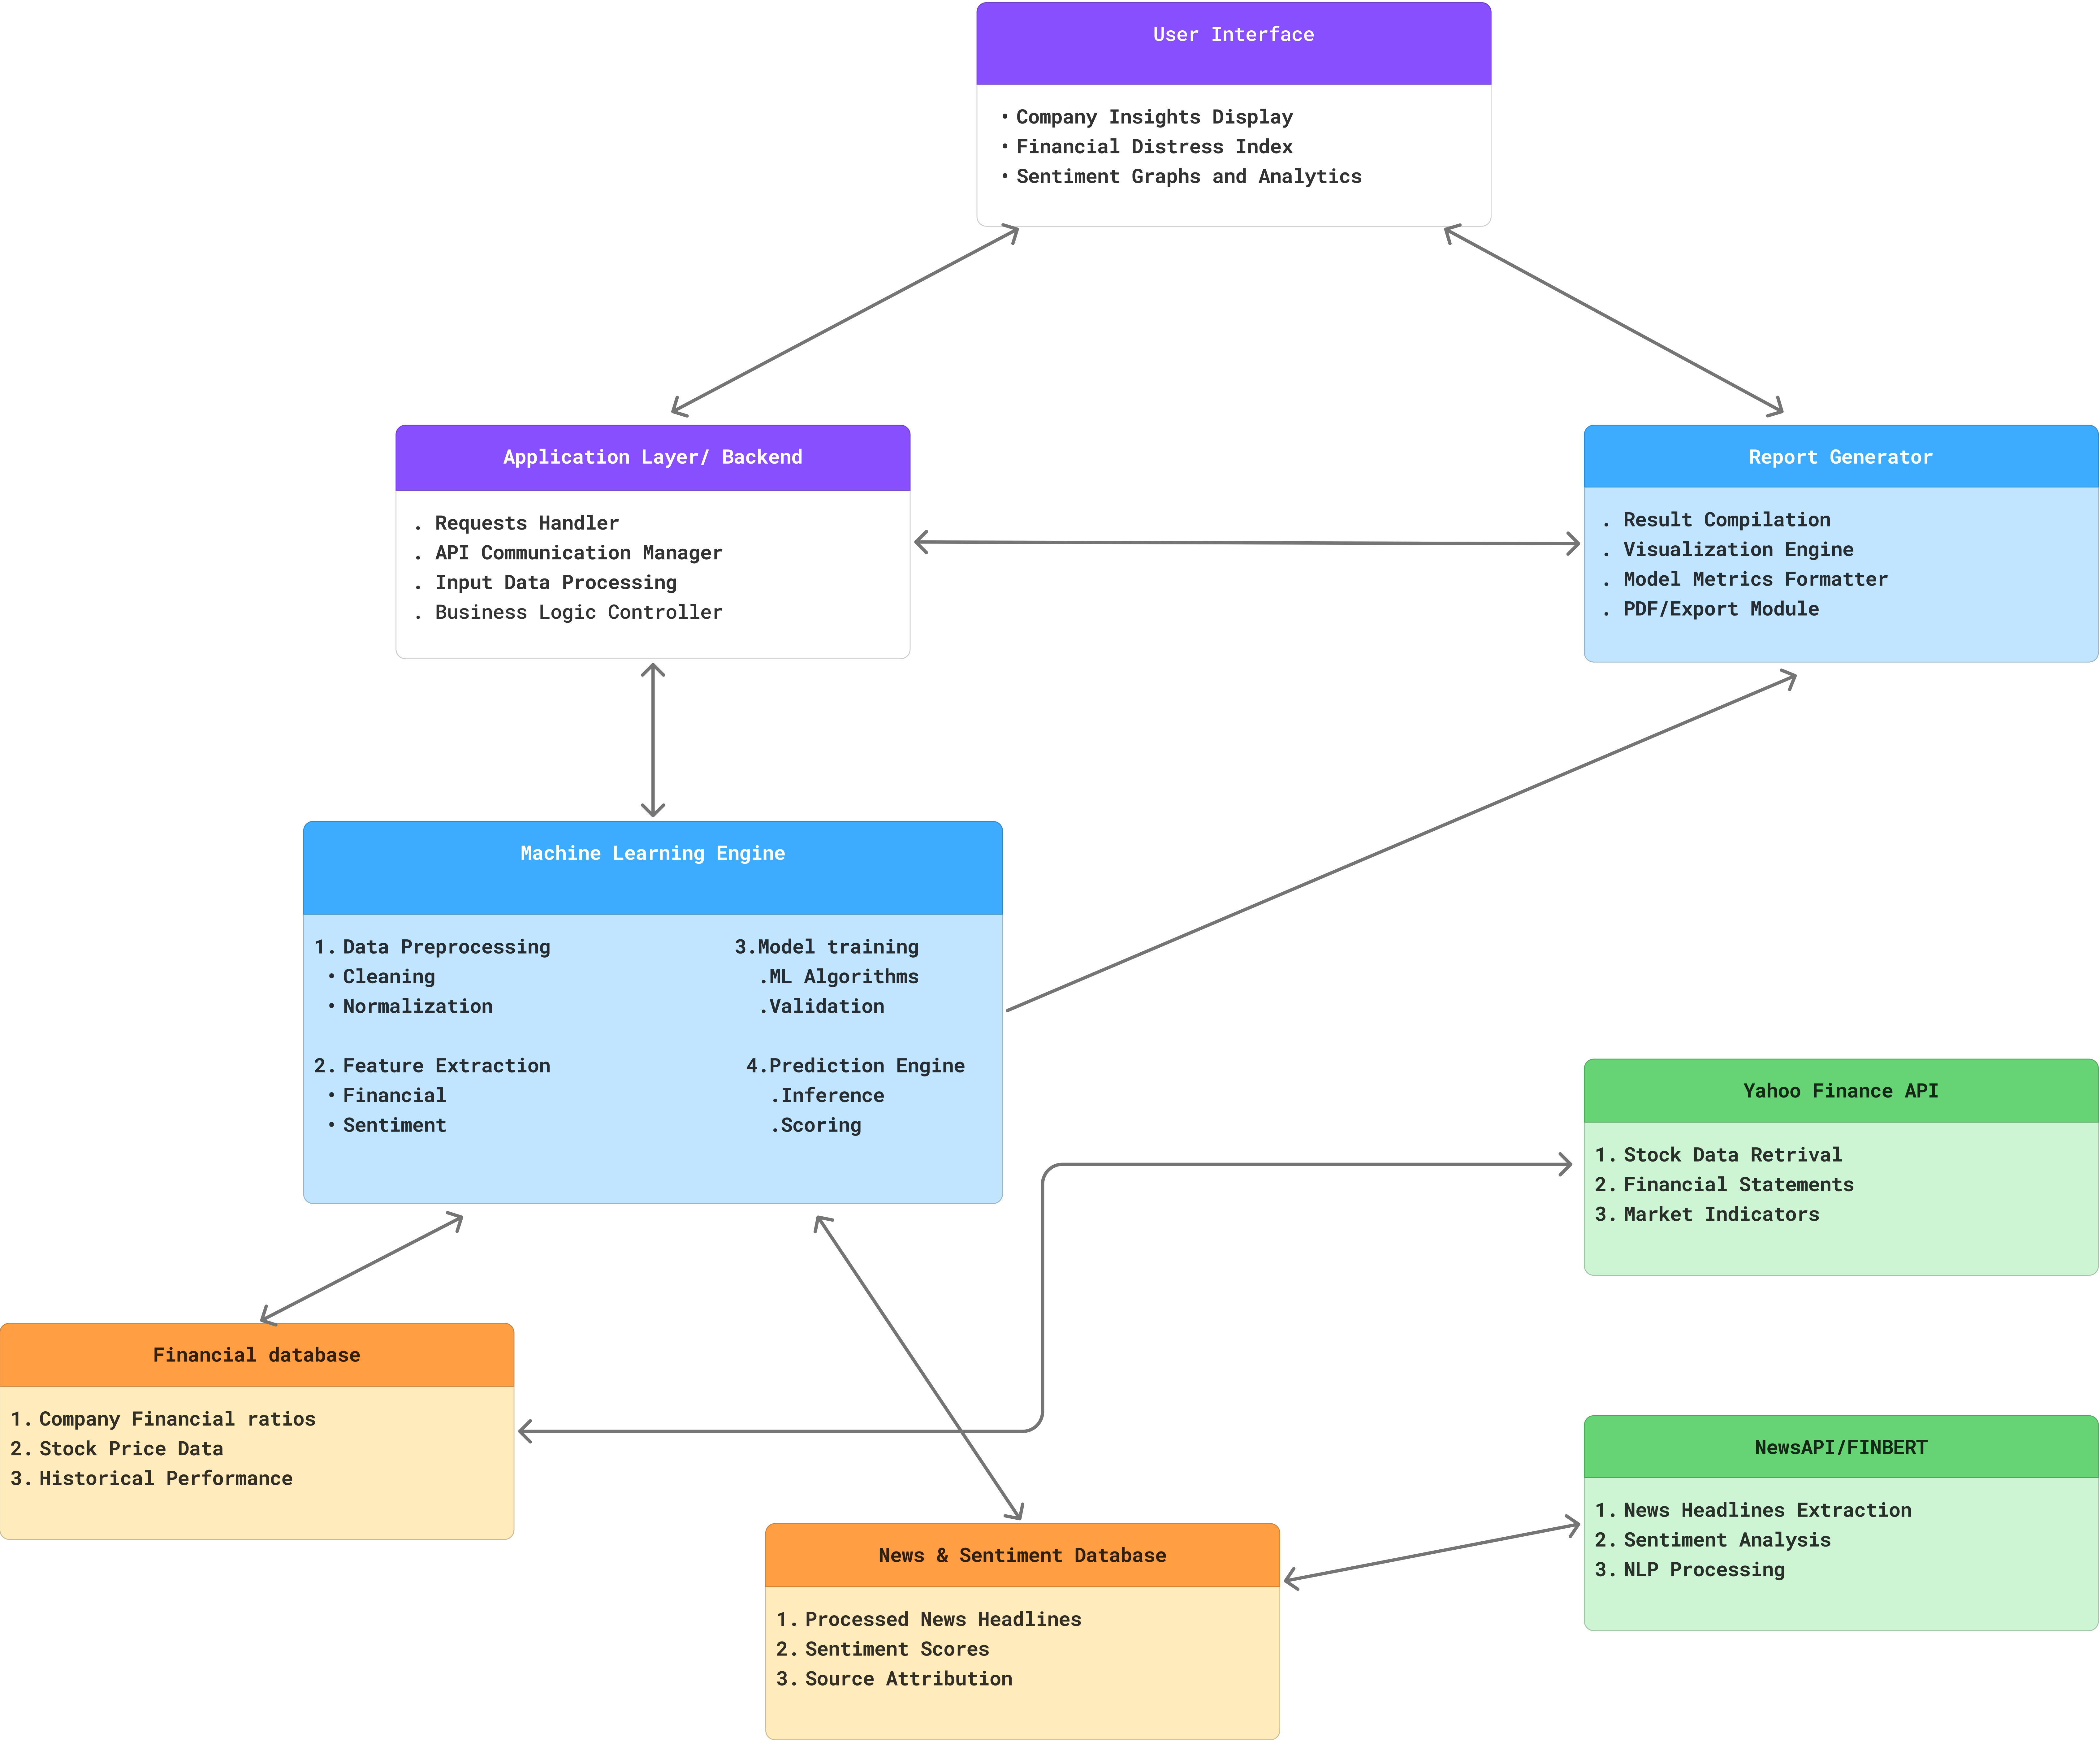 User Interface
• Company Insights Display
• Financial Distress Index
• Sentiment Graphs and Analytics
Application Layer/ Backend
. Requests Handler
. API Communication Manager
. Input Data Processing
. Business Logic Controller
Report Generator
. Result Compilation
. Visualization Engine
. Model Metrics Formatter
. PDF/Export Module
Machine Learning Engine
1. Data Preprocessing
• Cleaning
• Normalization
2. Feature Extraction
• Financial
• Sentiment
3.Model training
.ML Algorithms
.Validation
4.Prediction Engine
.Inference
.Scoring
Yahoo Finance API
1. Stock Data Retrival
2. Financial Statements
3. Market Indicators
Financial database
1. Company Financial ratios
2. Stock Price Data
3. Historical Performance
NewsAPI/FINBERT
1. News Headlines Extraction
2. Sentiment Analysis
3. NLP Processing
News & Sentiment Database
1. Processed News Headlines
2. Sentiment Scores
3. Source Attribution